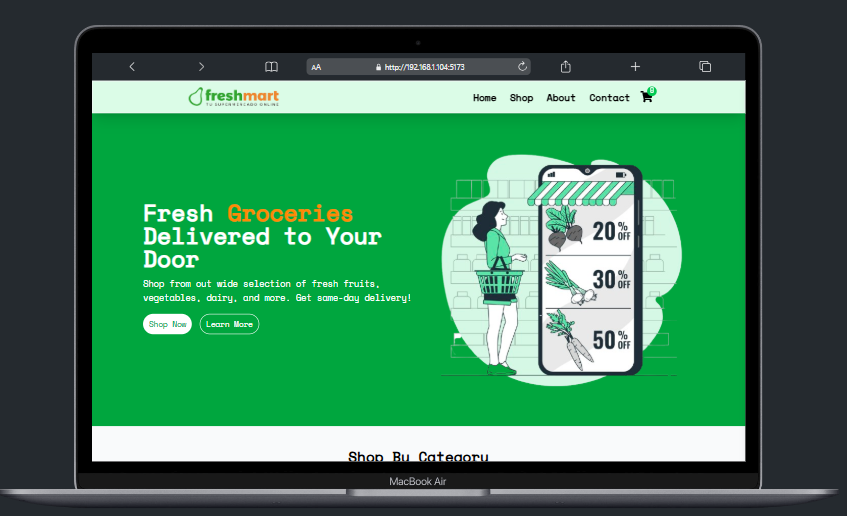 AA
http://192.168.1.104:5173
freshmart
TU SUPERMERCADO ONLINE
Home Shop About Contact
Fresh Groceries
Delivered to Your
Door
Shop from out wide selection of fresh fruits,
vegetables, dairy, and more. Get same-day delivery!
Shop Now Learn More
20% OFF
30% OFF
50% OFF
Shop By Category
MacBook Air